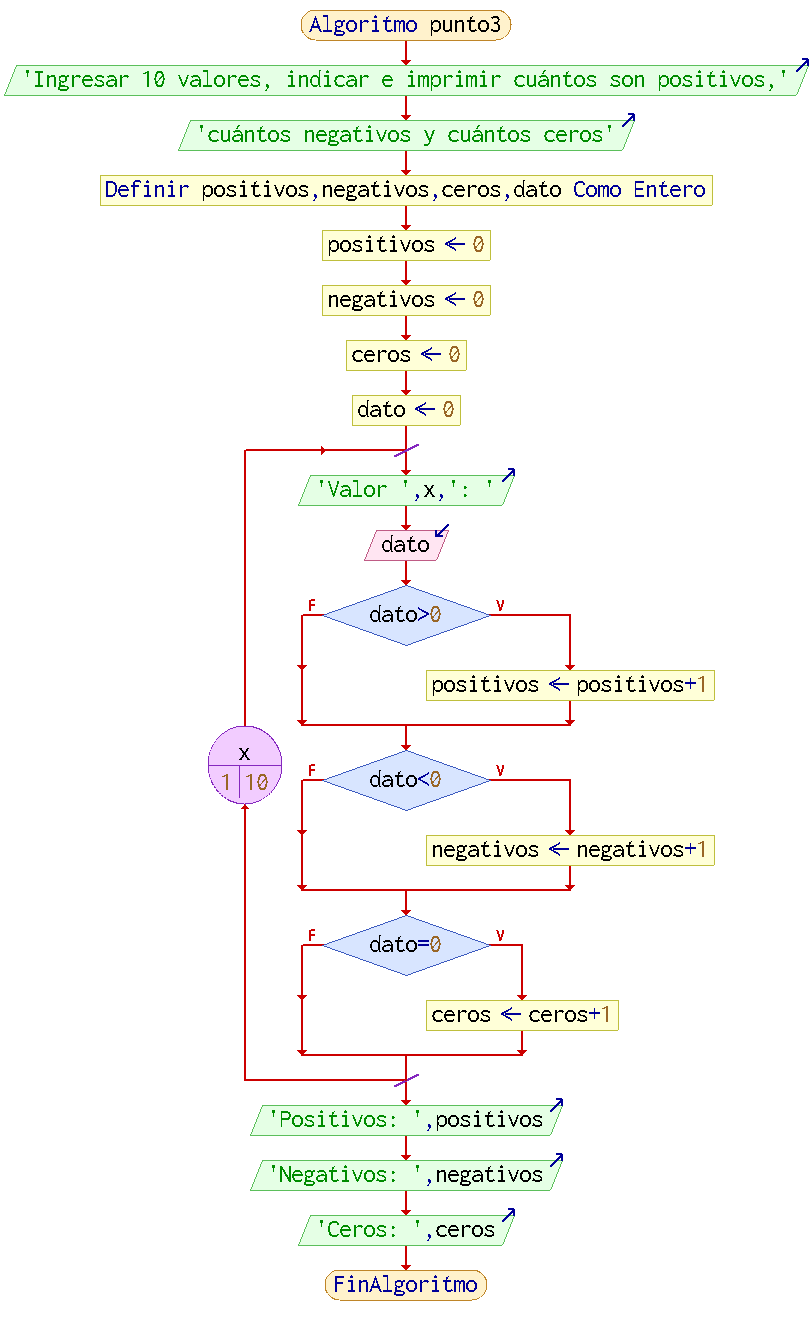 Algoritmo punto3
'Ingresar 10 valores, indicar e imprimir cuántos son positivos,'
'cuántos negativos y cuántos ceros'
Definir positivos,negativos,ceros,dato Como Entero
positivos ← 0
negativos ← 0
ceros ← 0
dato ← 0
'Valor ',x,': '
dato
F
dato>0
V
positivos ← positivos+1
x
1 10
F
dato<0
V
negativos ← negativos+1
F
dato=0
V
ceros ← ceros+1
'Positivos: ',positivos
'Negativos: ',negativos
'Ceros: ',ceros
FinAlgoritmo